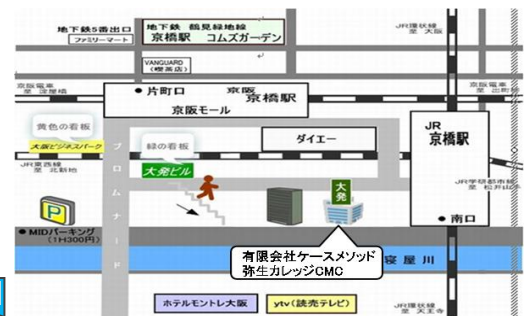 地下鉄5番出口
ファミリーマート
地下鉄 鶴見緑地線
京橋駅 コムズガーデン
JR環状線
至 大阪
VANGUARD
(喫茶店)
京阪電車
至 淀屋橋
●片町口 京阪
京橋駅
京阪モール
京阪電車
至 出町柳
黄色の看板
大阪ビジネスパーク
緑の看板
大発ビル
ダイエー
JR
京橋駅
JR東西線
至 北新地
プロムナード
JR学研都市線
至 松井山手
大発
P
●南口
●MIDパーキング
(1H300円)
有限会社ケースメソッド
弥生カレッジCMC
寝屋川
ホテルモントレ大阪
ytv(読売テレビ)
JR環状線
至 天王寺